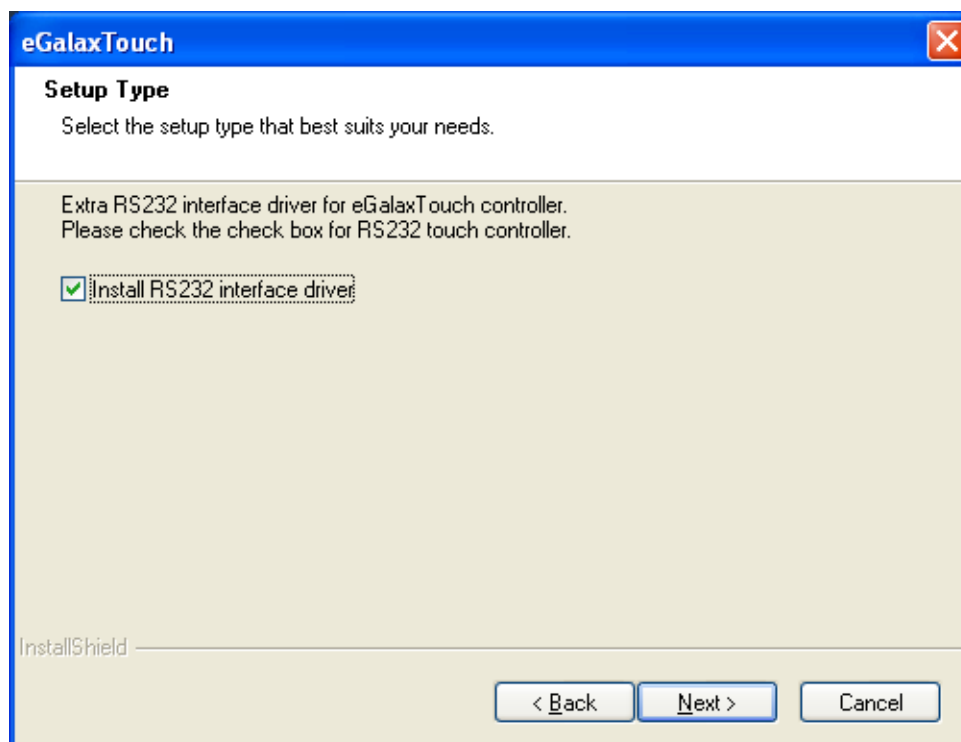 eGalaxTouch
Setup Type
Select the setup type that best suits your needs.
Extra RS232 interface driver for eGalaxTouch controller.
Please check the check box for RS232 touch controller.
Install RS232 interface driver
InstallShield
< Back Next > Cancel